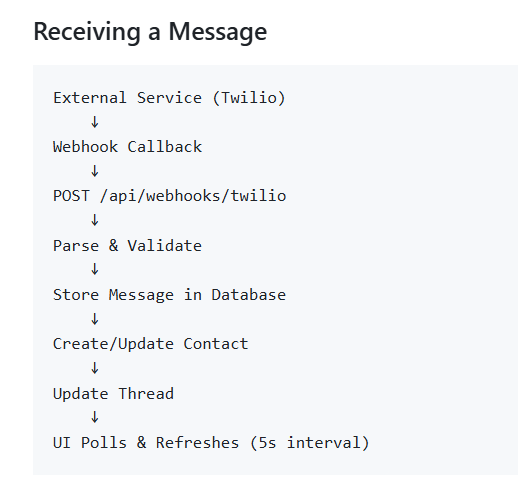 Receiving a Message
External Service (Twilio)
↓
Webhook Callback
↓
POST /api/webhooks/twilio
↓
Parse & Validate
↓
Store Message in Database
↓
Create/Update Contact
↓
Update Thread
↓
UI Polls & Refreshes (5s interval)